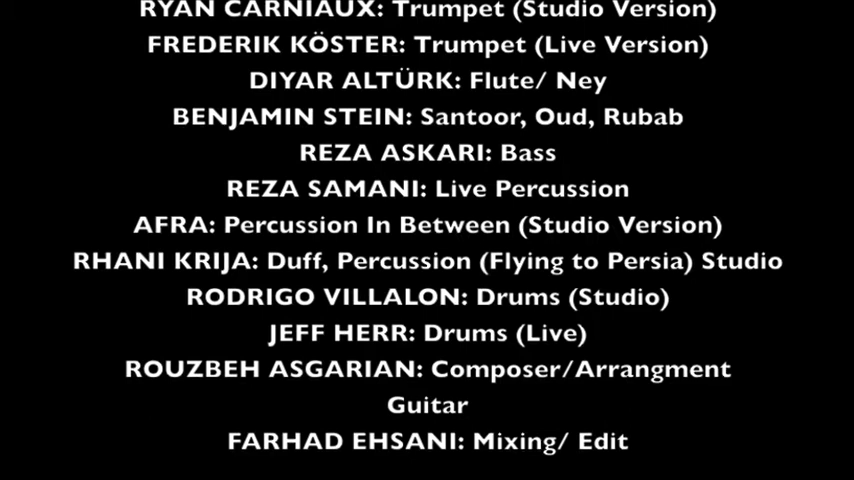 RYAN CARNIAUX: Trumpet (Studio Version)
FREDERIK KÖSTER: Trumpet (Live Version)
DIYAR ALTÜRK: Flute/ Ney
BENJAMIN STEIN: Santoor, Oud, Rubab
REZA ASKARI: Bass
REZA SAMANI: Live Percussion
AFRA: Percussion In Between (Studio Version)
RHANI KRIJA: Duff, Percussion (Flying to Persia) Studio
RODRIGO VILLALON: Drums (Studio)
JEFF HERR: Drums (Live)
ROUZBEH ASGARIAN: Composer/Arrangment
Guitar
FARHAD EHSANI: Mixing/ Edit